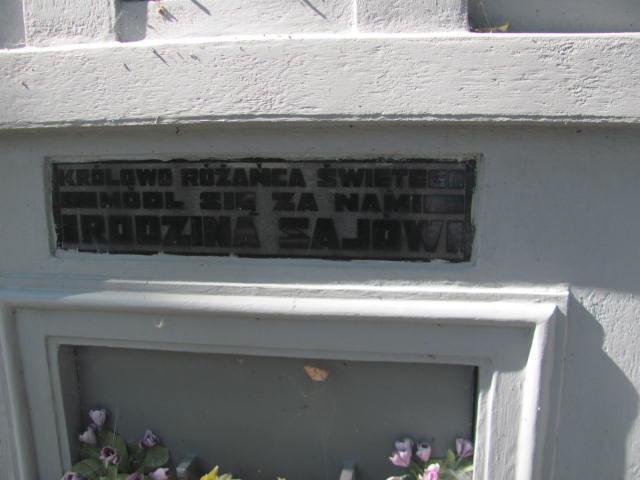 KRÓLOWO RÓŻAŃCA ŚWIĘTEGO
MÓDL SIĘ ZA NAMI
RODZINA SAJÓW